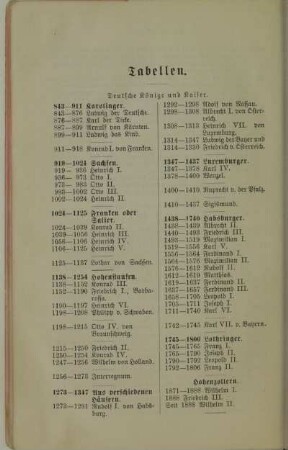 Tabellen.
Deutsche Könige und Kaiser.
843—911 Karolinger.
843—876 Ludwig der Deutsche.
876—887 Karl der Dicke.
887—899 Arnulf von Kärnten.
899—911 Ludwig das Kind.
911—918 Konrad I. von Franken.
919—1024 Sachsen.
919—936 Heinrich I.
936—973 Otto I.
973—983 Otto II.
983—1002 Otto III.
1002—1024 Heinrich II.
1024—1125 Franken oder
Salier.
1024—1039 Konrad II.
1039—1056 Heinrich III.
1056—1106 Heinrich IV.
1106—1125 Heinrich V.
1125—1137 Lothar von Sachsen.
1138—1254 Hohenstaufen.
1138—1152 Konrad III.
1152—1190 Friedrich I., Barba-
rossa.
1190—1197 Heinrich VI.
1198—1208 Philipp v. Schwaben.
1198—1215 Otto IV. von
Braunschweig.
1215—1250 Friedrich II.
1250—1254 Konrad IV.
1247—1256 Wilhelm von Holland.
1256—1273 Interregnum.
1273—1347 Aus verschiedenen
Häusern.
1273—1291 Rudolf I. von Habs-
burg.
1292—1298 Adolf von Nassau.
1298—1308 Albrecht I. von Öster-
reich.
1308—1313 Heinrich VII. von
Luxemburg.
1314—1347 Ludwig der Bayer und
1314—1330 Friedrich v. Österreich.
1347—1437 Luxemburger.
1347—1378 Karl IV.
1378—1400 Wenzel.
1400—1410 Ruprecht v. der Pfalz.
1410—1437 Sigismund.
1438—1740 Habsburger.
1438—1439 Albrecht II.
1440—1493 Friedrich III.
1493—1519 Maximilian I.
1519—1556 Karl V.
1556—1564 Ferdinand I.
1564—1576 Maximilian II.
1576—1612 Rudolf II.
1612—1619 Matthias.
1619—1637 Ferdinand II.
1637—1657 Ferdinand III.
1658—1705 Leopold I.
1705—1711 Joseph I.
1711—1740 Karl VI.
1742—1745 Karl VII. v. Bayern.
1745—1806 Lothringer.
1745—1765 Franz I.
1765—1790 Joseph II.
1790—1792 Leopold II.
1792—1806 Franz II.
Hohenzollern.
1871—1888 Wilhelm I.
1888 Friedrich III.
Seit 1888 Wilhelm II.